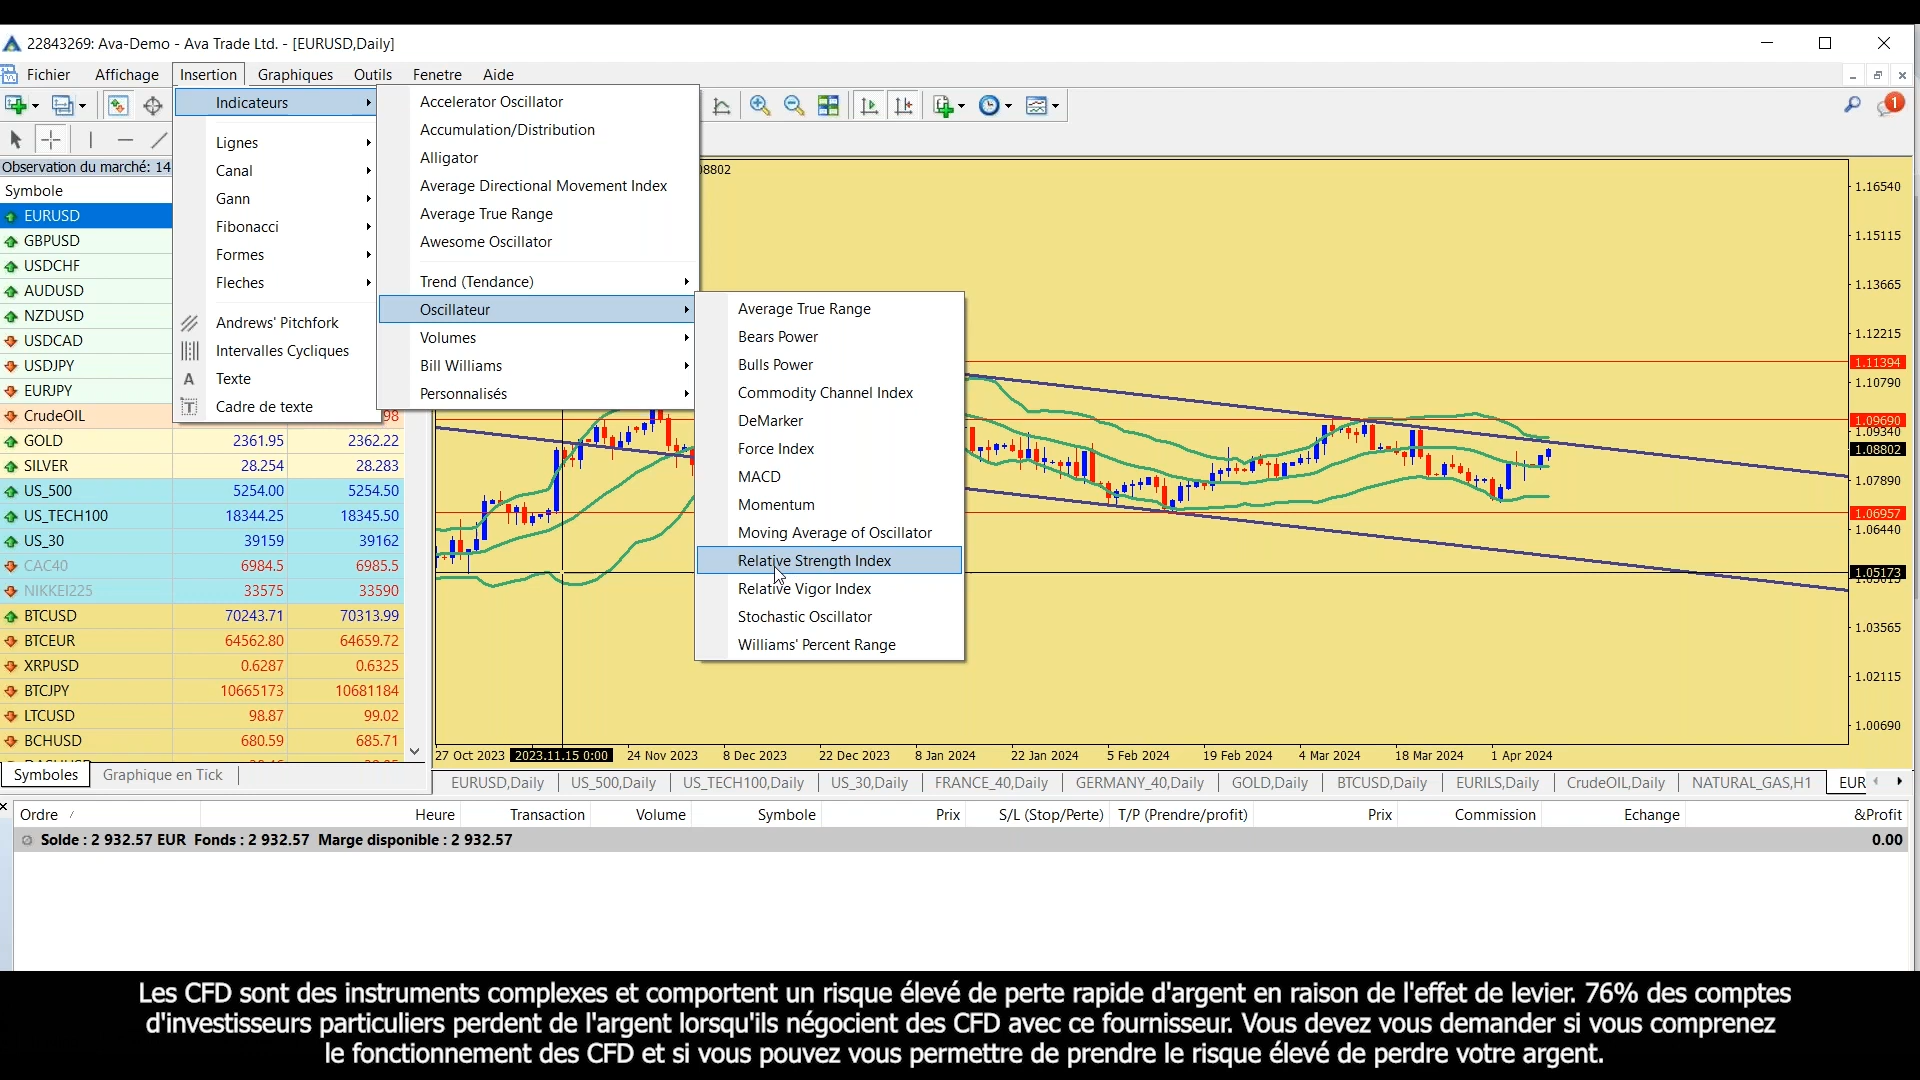 22843269: Ava-Demo - Ava Trade Ltd. - [EURUSD,Daily]
Fichier Affichage Insertion Graphiques Outils Fenetre Aide
1
Observation du marché: 14
Symbole
EURUSD
GBPUSD
USDCHF
AUDUSD
NZDUSD
USDCAD
USDJPY
EURJPY
CrudeOIL 98
GOLD 2361.95 2362.22
SILVER 28.254 28.283
US_500 5254.00 5254.50
US_TECH100 18344.25 18345.50
US_30 39159 39162
CAC40 6984.5 6985.5
NIKKEI225 33575 33590
BTCUSD 70243.71 70313.99
BTCEUR 64562.80 64659.72
XRPUSD 0.6287 0.6325
BTCJPY 10665173 10681184
LTCUSD 98.87 99.02
BCHUSD 680.59 685.71
Symboles Graphique en Tick
Indicateurs
Lignes
Canal
Gann
Fibonacci
Formes
Fleches
Andrews' Pitchfork
Intervalles Cycliques
A Texte
T Cadre de texte
Accelerator Oscillator
Accumulation/Distribution
Alligator
Average Directional Movement Index
Average True Range
Awesome Oscillator
Trend (Tendance)
Oscillateur
Volumes
Bill Williams
Personnalisés
Average True Range
Bears Power
Bulls Power
Commodity Channel Index
DeMarker
Force Index
MACD
Momentum
Moving Average of Oscillator
Relative Strength Index
Relative Vigor Index
Stochastic Oscillator
Williams' Percent Range
08802
1.16540
1.15115
1.13665
1.12215
1.11394
1.10790
1.09690
1.09340
1.08802
1.07890
1.06957
1.06440
1.05173
1.03565
1.02115
1.00690
27 Oct 2023 2023.11.15 0:00 24 Nov 2023 8 Dec 2023 22 Dec 2023 8 Jan 2024 22 Jan 2024 5 Feb 2024 19 Feb 2024 4 Mar 2024 18 Mar 2024 1 Apr 2024
EURUSD,Daily US_500,Daily US_TECH100,Daily US_30,Daily FRANCE_40,Daily GERMANY_40,Daily GOLD,Daily BTCUSD,Daily EURILS,Daily CrudeOIL,Daily NATURAL_GAS,H1 EUR
Ordre / Heure Transaction Volume Symbole Prix S/L (Stop/Perte) T/P (Prendre/profit) Prix Commission Echange &Profit
Solde : 2 932.57 EUR Fonds : 2 932.57 Marge disponible : 2 932.57 0.00
Les CFD sont des instruments complexes et comportent un risque élevé de perte rapide d'argent en raison de l'effet de levier. 76% des comptes
d'investisseurs particuliers perdent de l'argent lorsqu'ils négocient des CFD avec ce fournisseur. Vous devez vous demander si vous comprenez
le fonctionnement des CFD et si vous pouvez vous permettre de prendre le risque élevé de perdre votre argent.